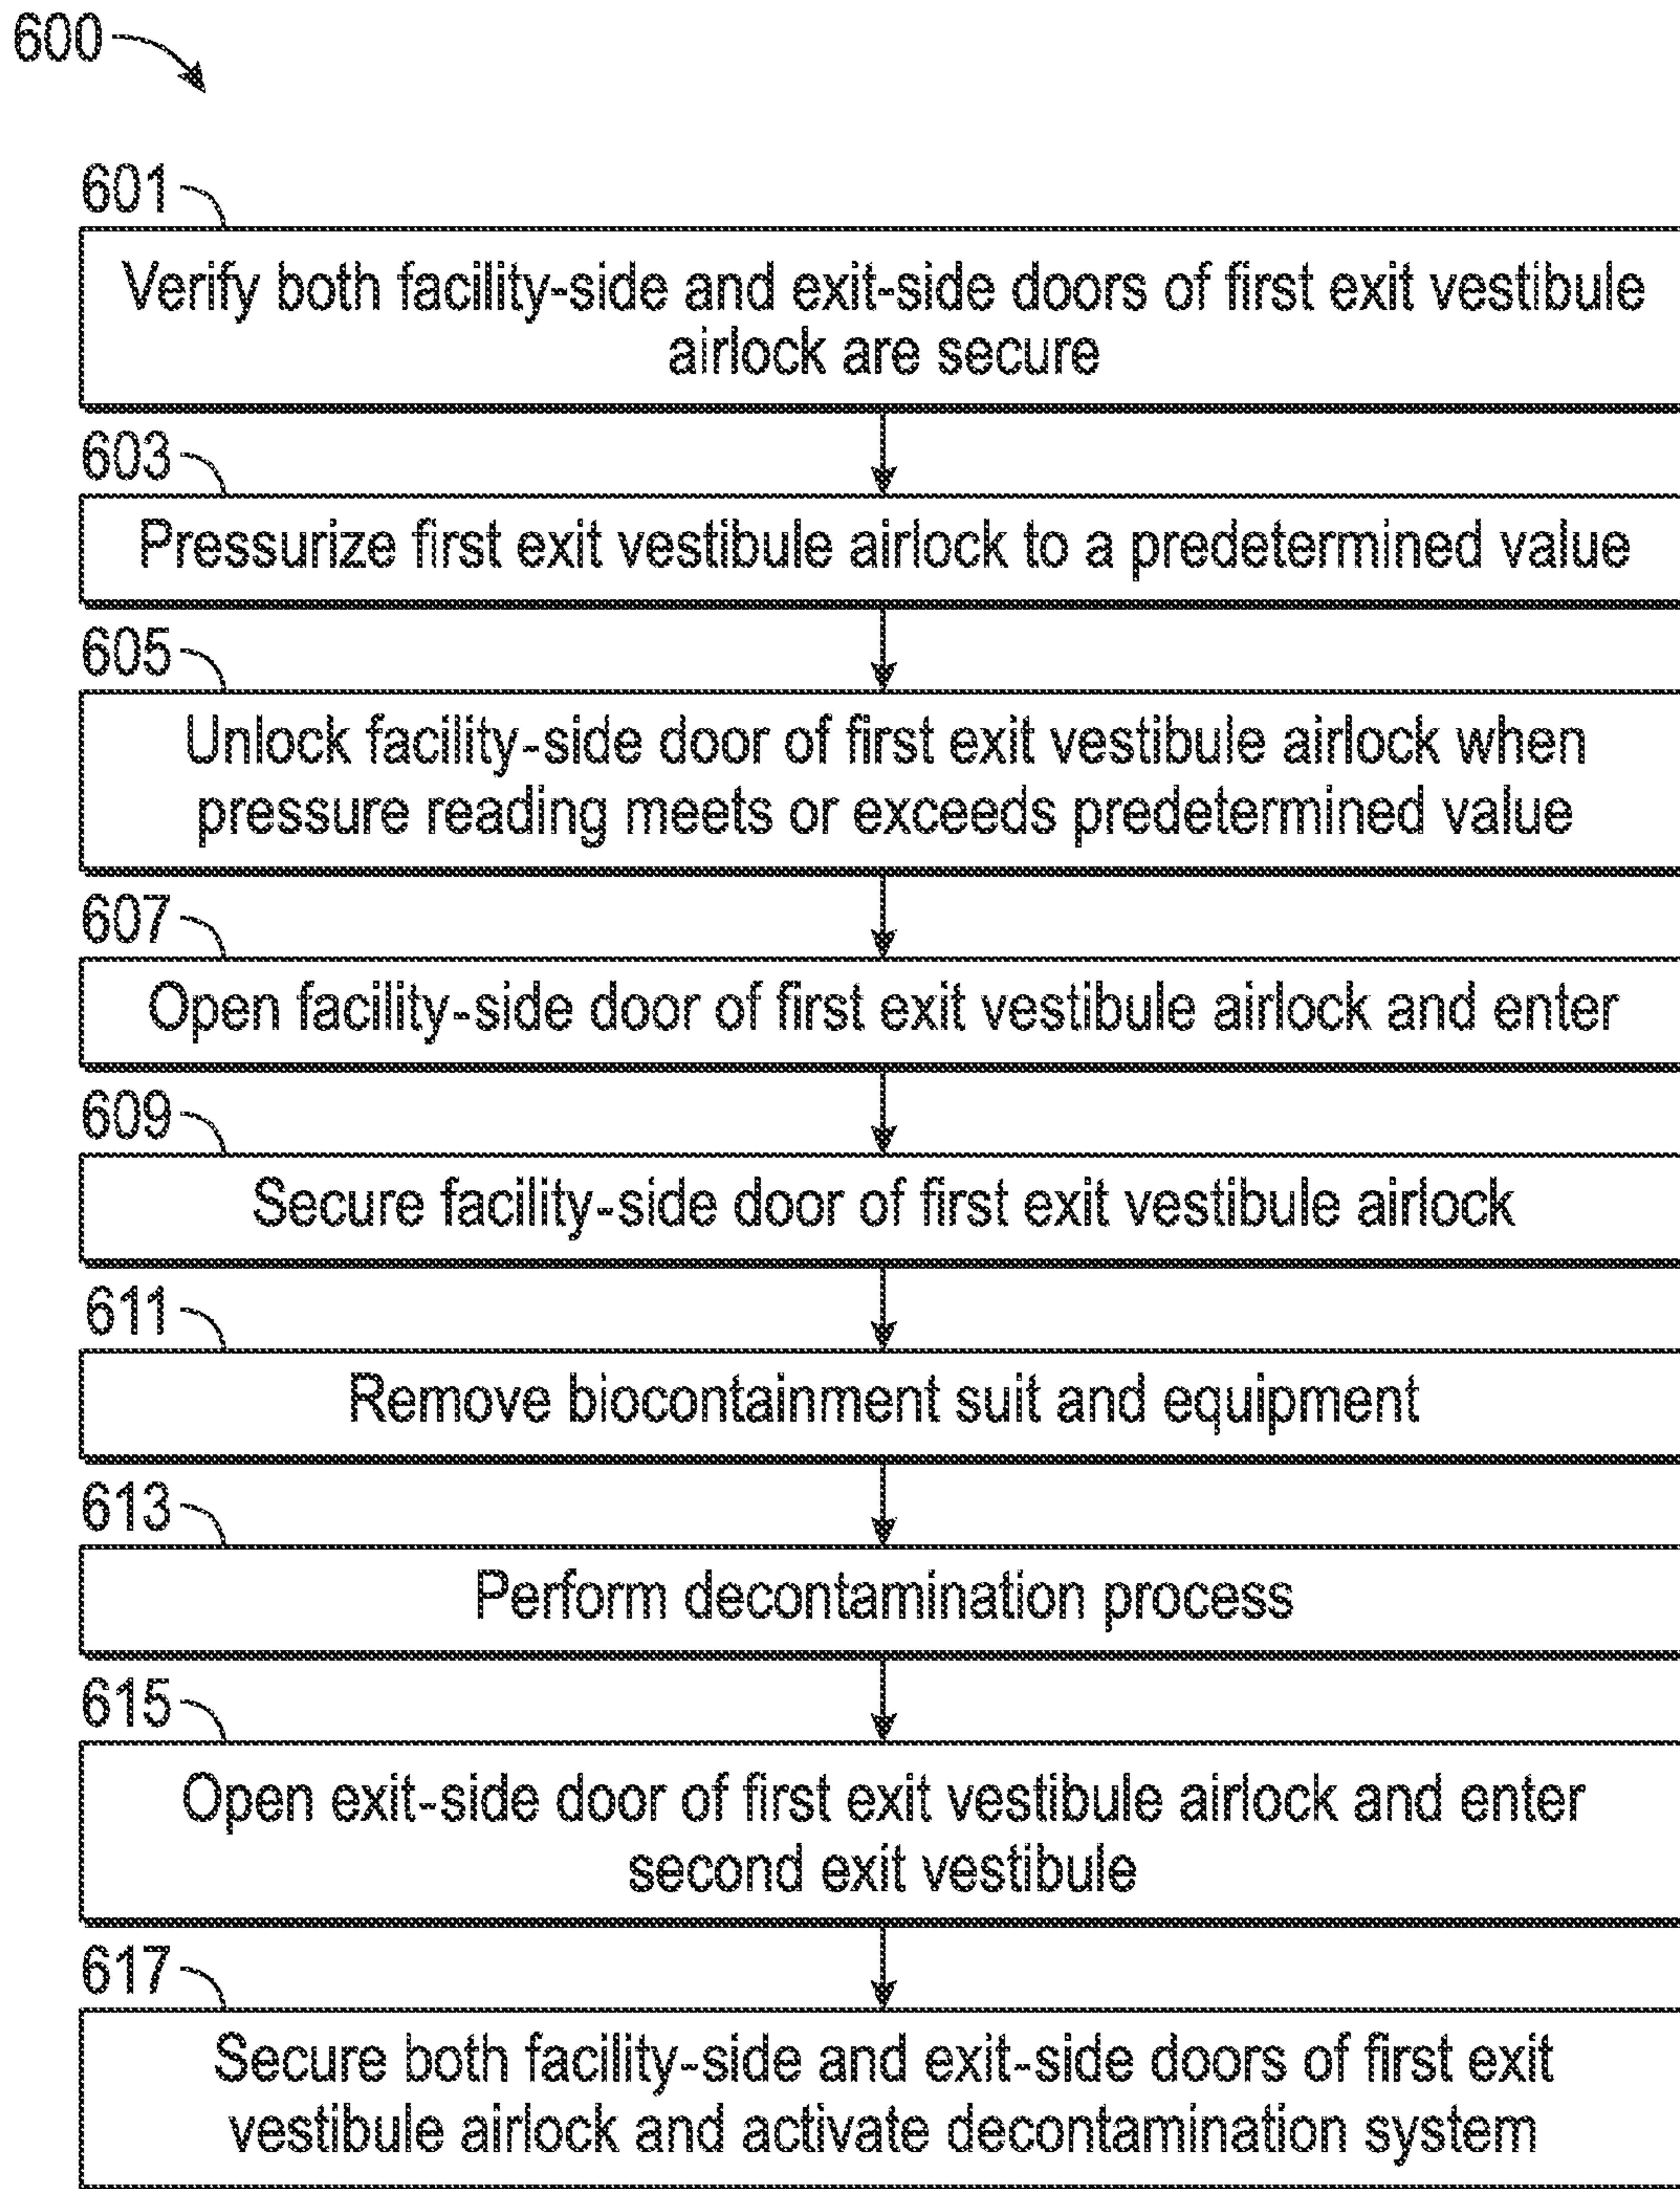 600
601
Verify both facility-side and exit-side doors of first exit vestibule
airlock are secure
603
Pressurize first exit vestibule airlock to a predetermined value
605
Unlock facility-side door of first exit vestibule airlock when
pressure reading meets or exceeds predetermined value
607
Open facility-side door of first exit vestibule airlock and enter
609
Secure facility-side door of first exit vestibule airlock
611
Remove biocontainment suit and equipment
613
Perform decontamination process
615
Open exit-side door of first exit vestibule airlock and enter
second exit vestibule
617
Secure both facility-side and exit-side doors of first exit
vestibule airlock and activate decontamination system